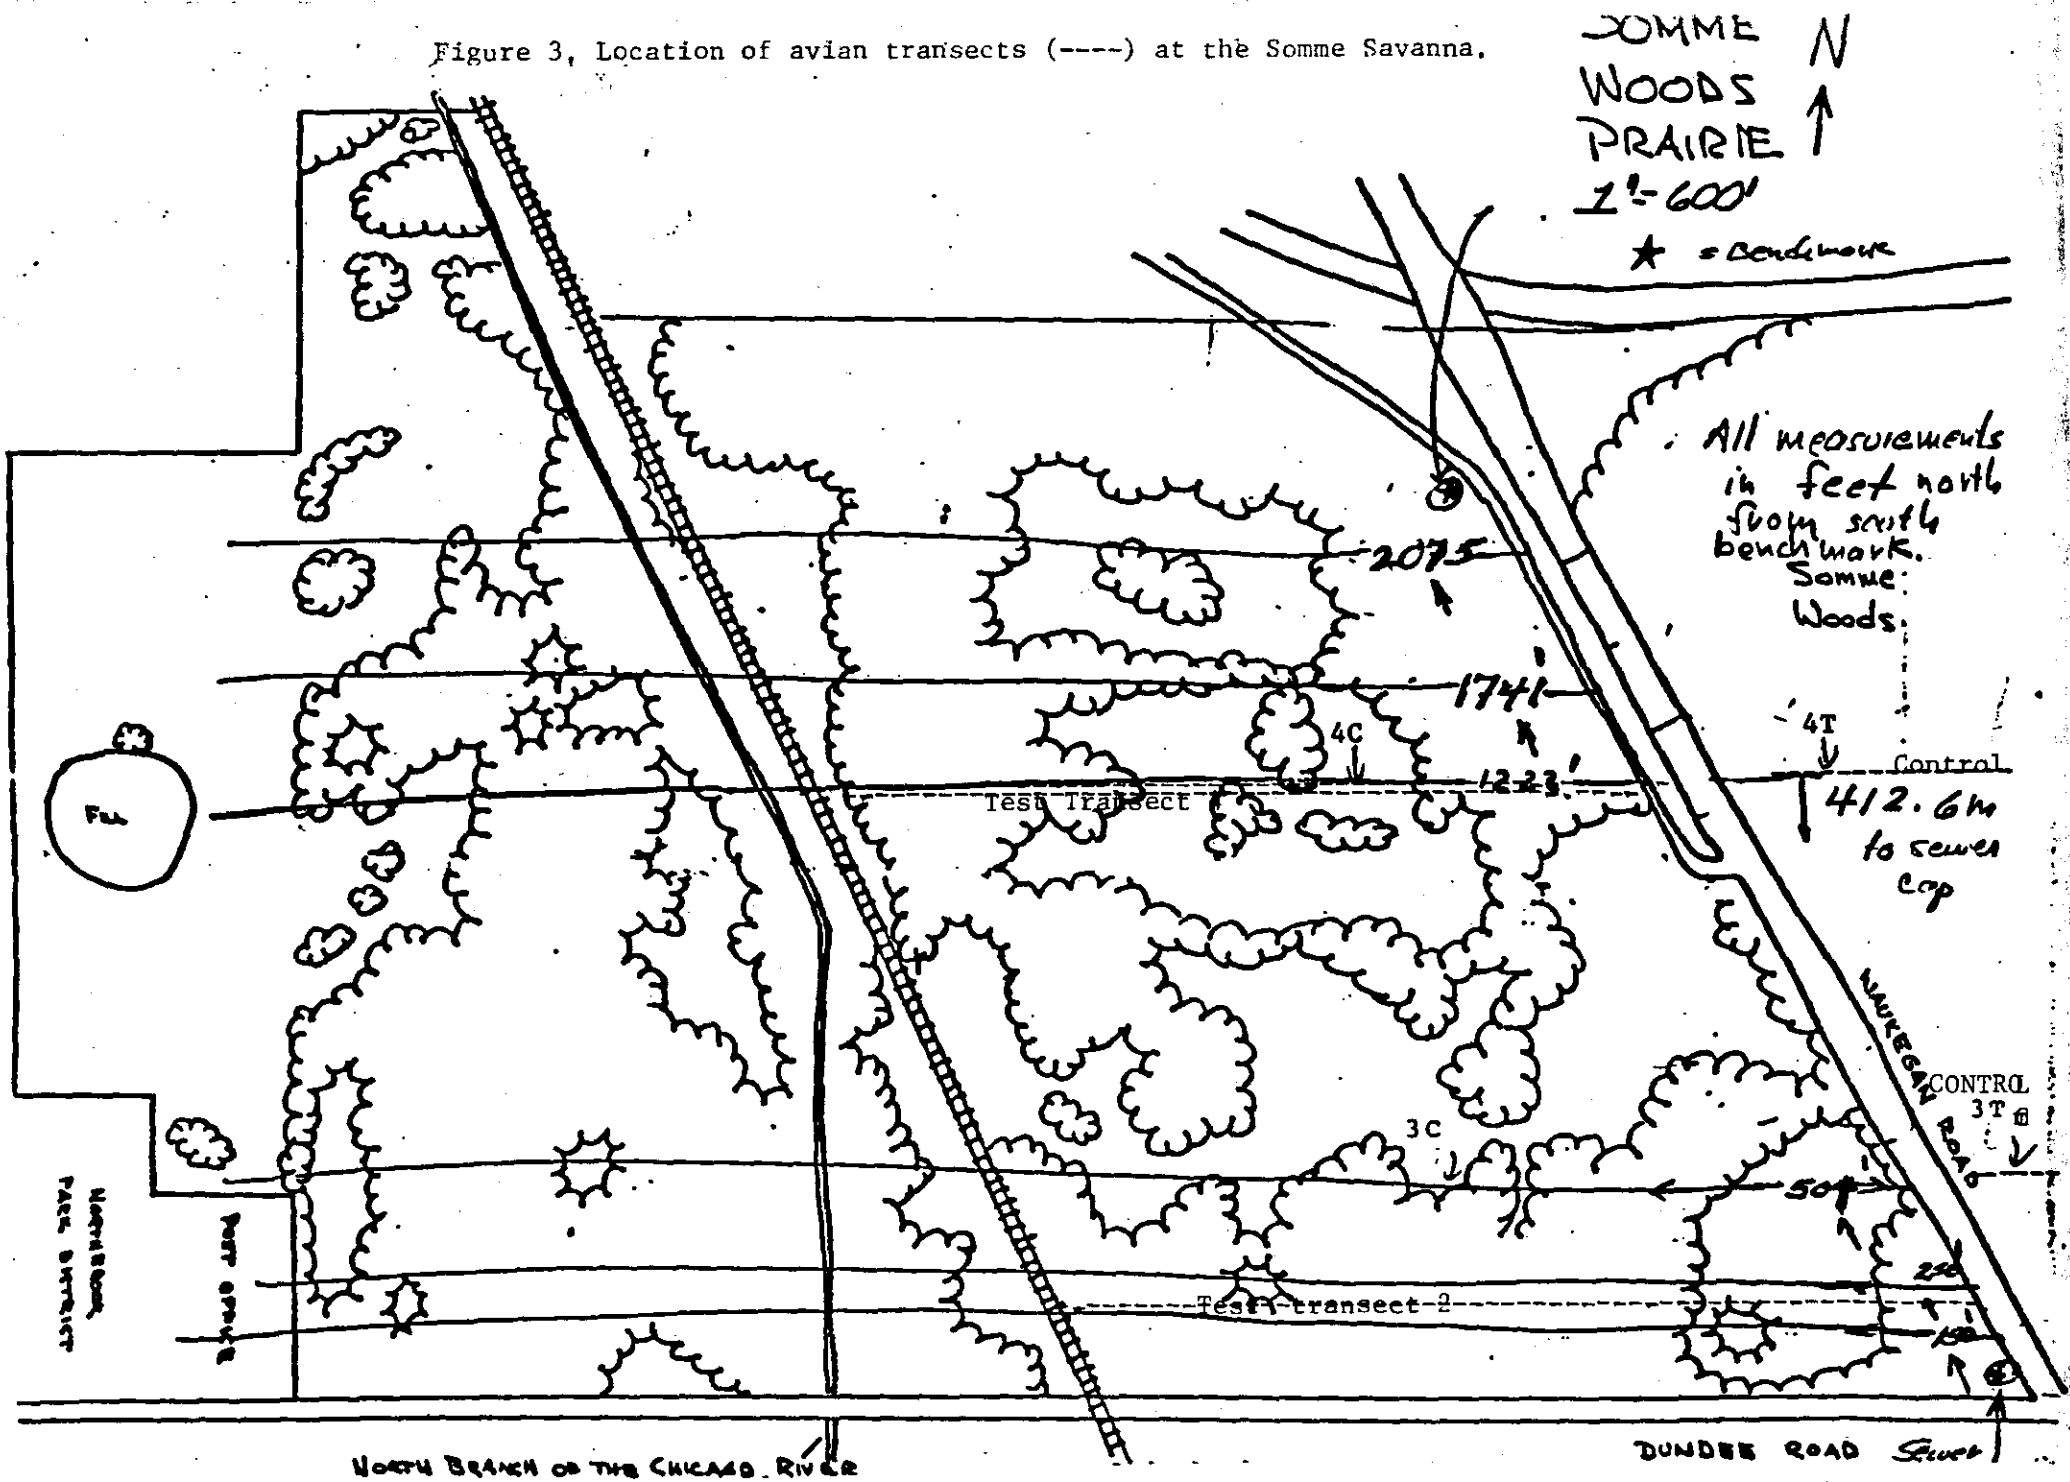 Figure 3, Location of avian transects (----) at the Somme Savanna.
SOMME
WOODS
PRAIRIE
N
1"=600'
★ = Benchmark
All measurements
in feet north
from south
benchmark.
Somme
Woods
2075
1741'
4C
4T
1223'
Control
Test Transect
412.6m
to sewer
cap
Fill
WAUKEGAN ROAD
CONTROL
3T
3C
507'
250'
Test transect 2
150'
NORTHBROOK
PARK DISTRICT
POST OFFICE
DUNDEE ROAD
Sewer
NORTH BRANCH OF THE CHICAGO RIVER